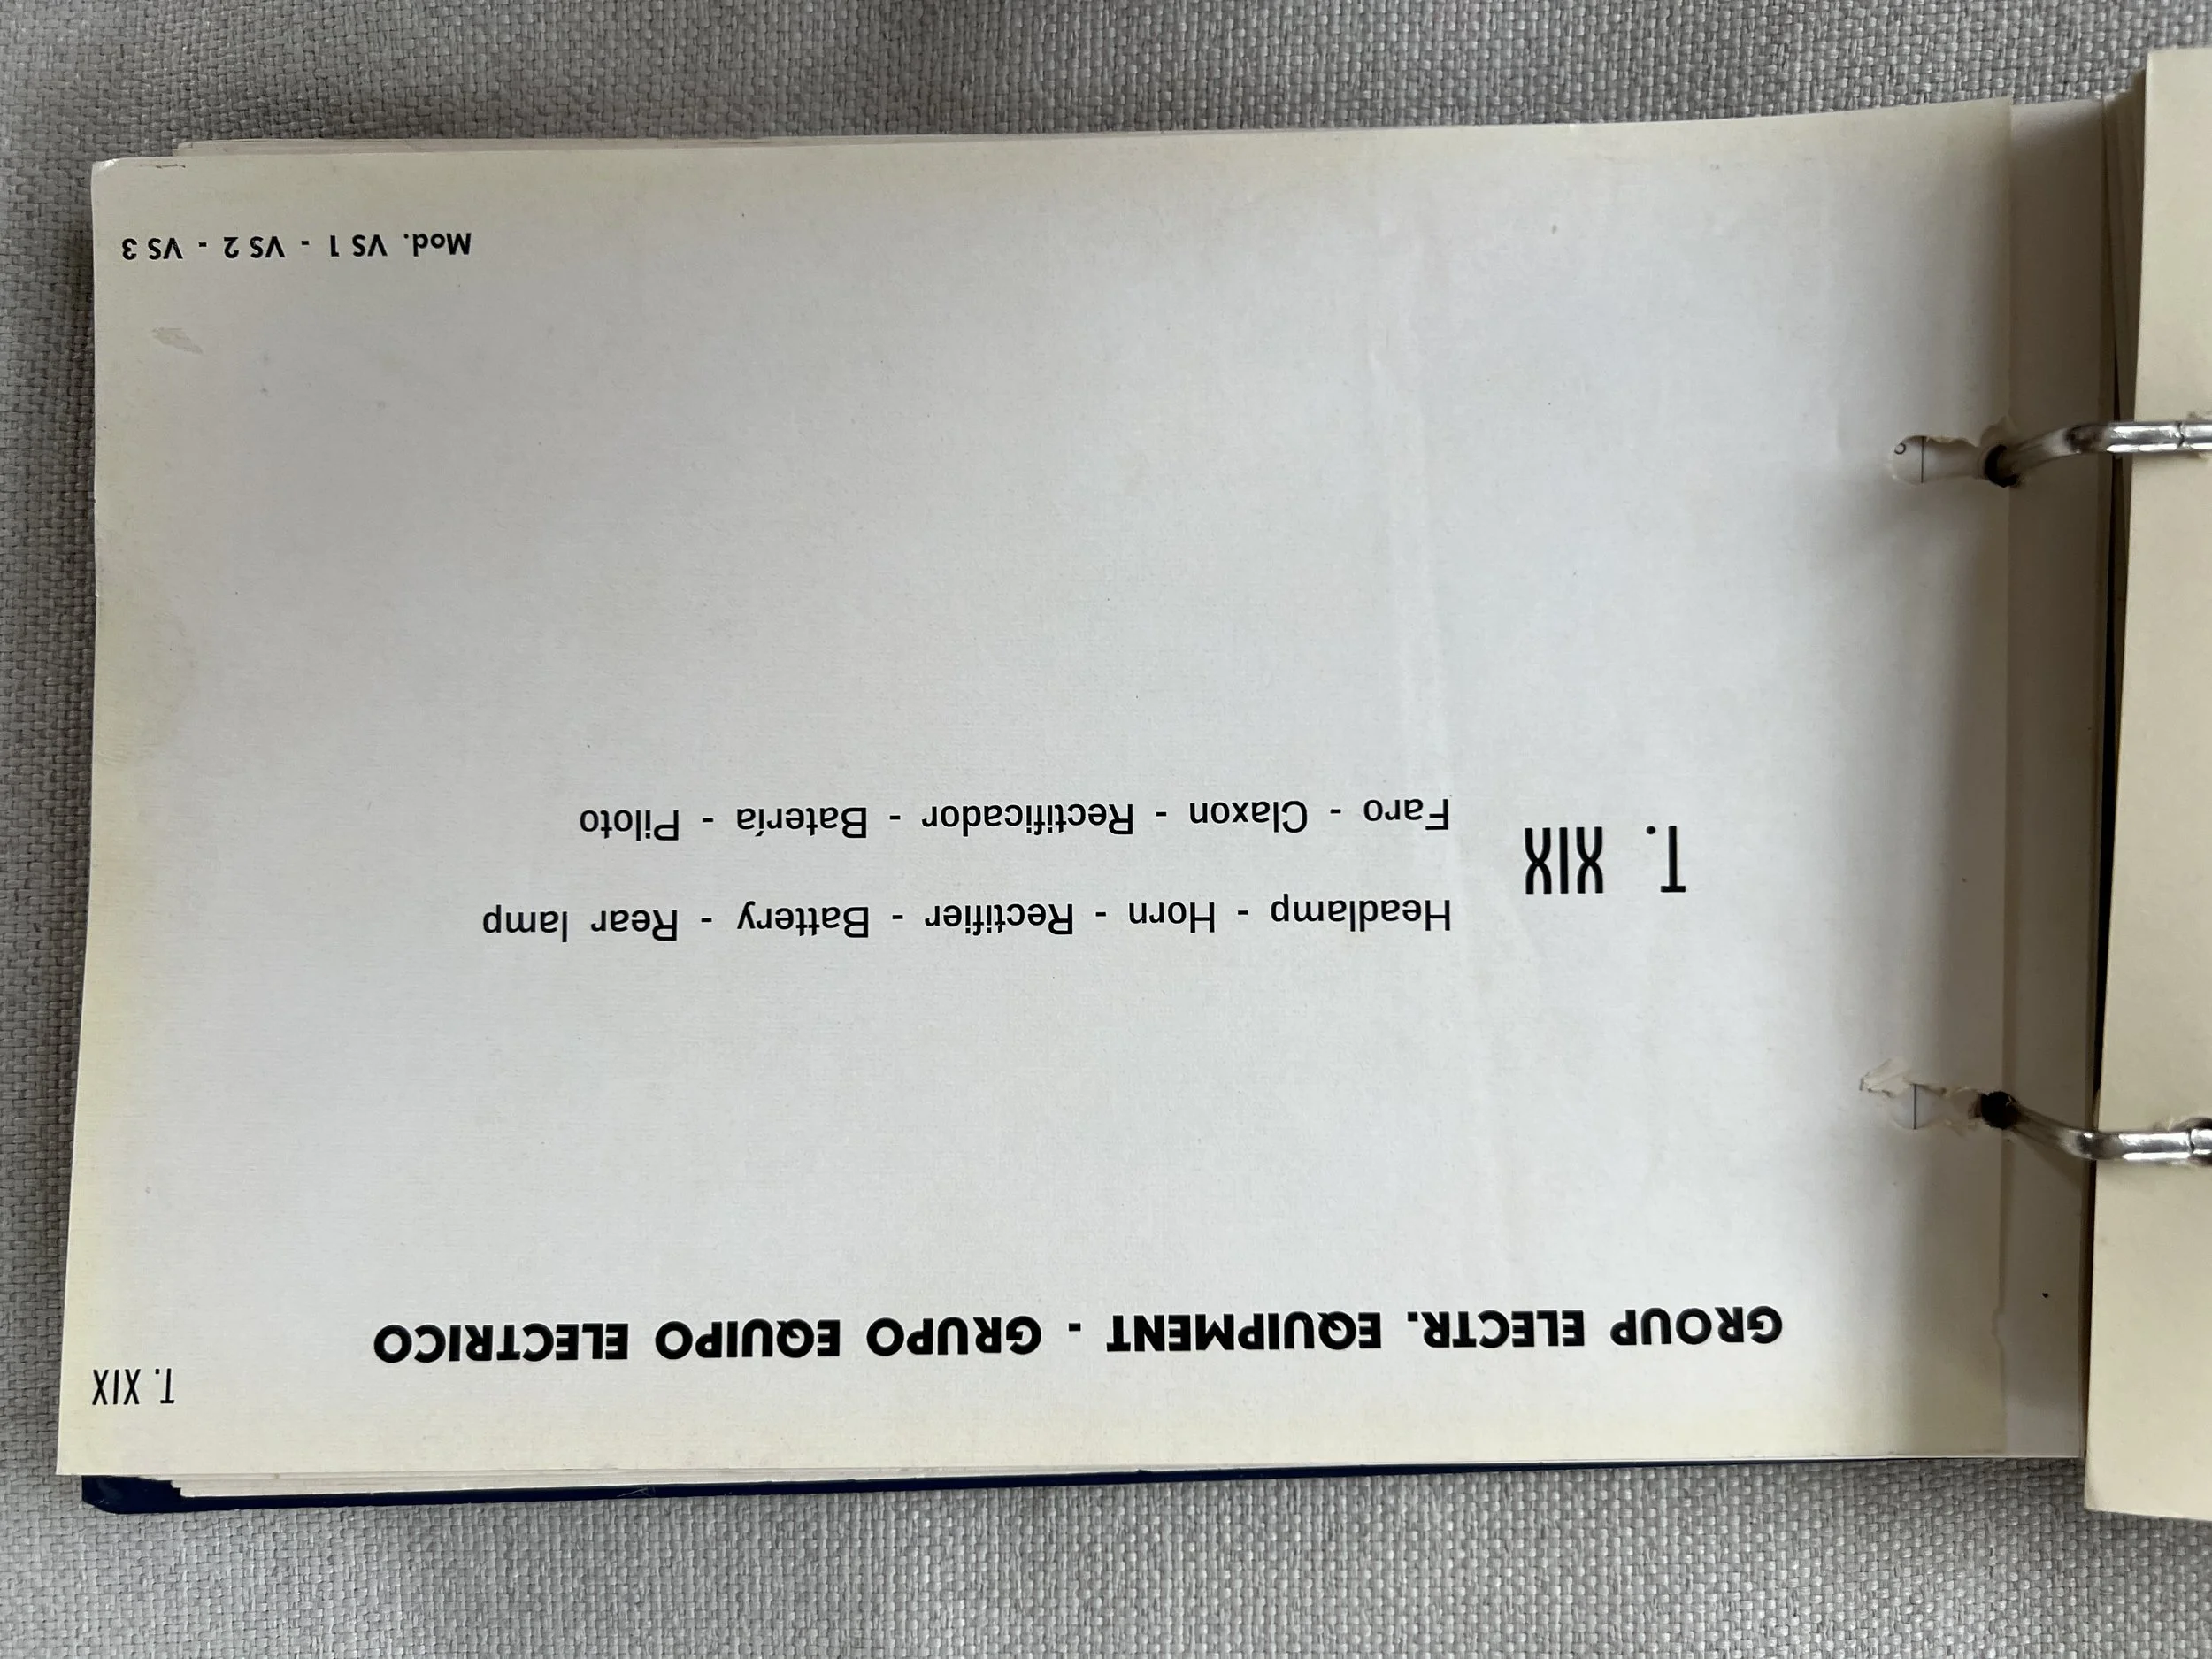 T. XIX
GROUP ELECTR. EQUIPMENT - GRUPO EQUIPO ELECTRICO
T. XIX
Headlamp - Horn - Rectifier - Battery - Rear lamp
Faro - Claxon - Rectificador - Batería - Piloto
Mod. VS 1 - VS 2 - VS 3